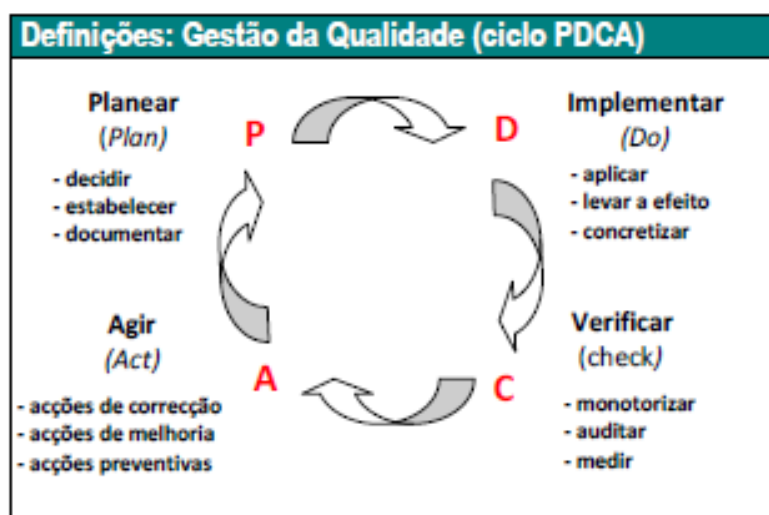 Definições: Gestão da Qualidade (ciclo PDCA)
Planear
(Plan)
- decidir
- estabelecer
- documentar
P
D
Implementar
(Do)
- aplicar
- levar a efeito
- concretizar
Agir
(Act)
- acções de correcção
- acções de melhoria
- acções preventivas
A
C
Verificar
(check)
- monotorizar
- auditar
- medir